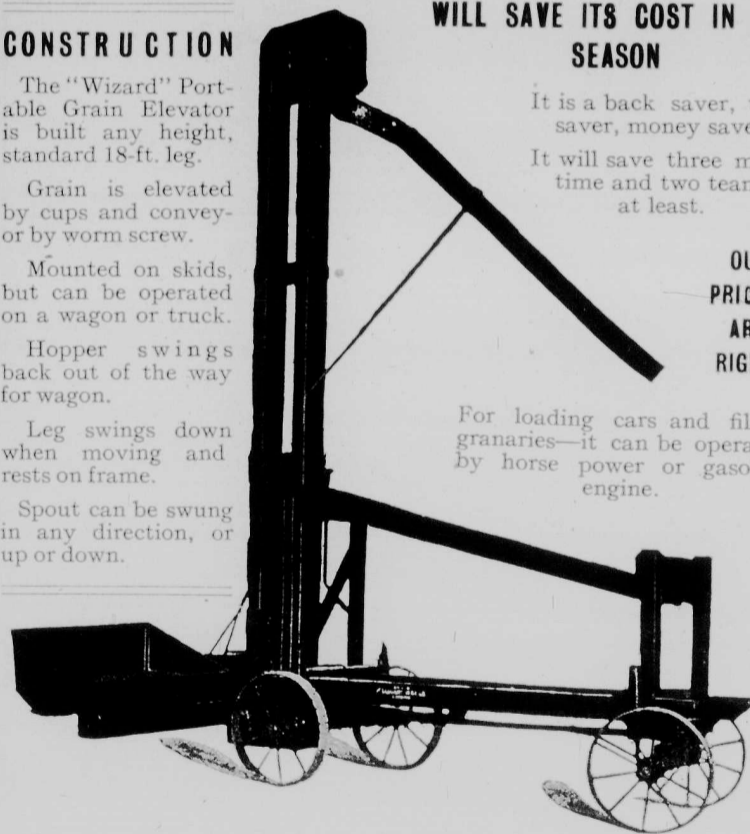 CONSTRUCTION
The "Wizard" Port-
able Grain Elevator
is built any height,
standard 18-ft. leg.
Grain is elevated
by cups and convey-
or by worm screw.
Mounted on skids,
but can be operated
on a wagon or truck.
Hopper swings
back out of the way
for wagon.
Leg swings down
when moving and
rests on frame.
Spout can be swung
in any direction, or
up or down.
WILL SAVE ITS COST IN
SEASON
It is a back saver,
saver, money save
It will save three m
time and two team
at least.
OU
PRIC
AR
RIG
For loading cars and fil
granaries—it can be opera
by horse power or gaso
engine.